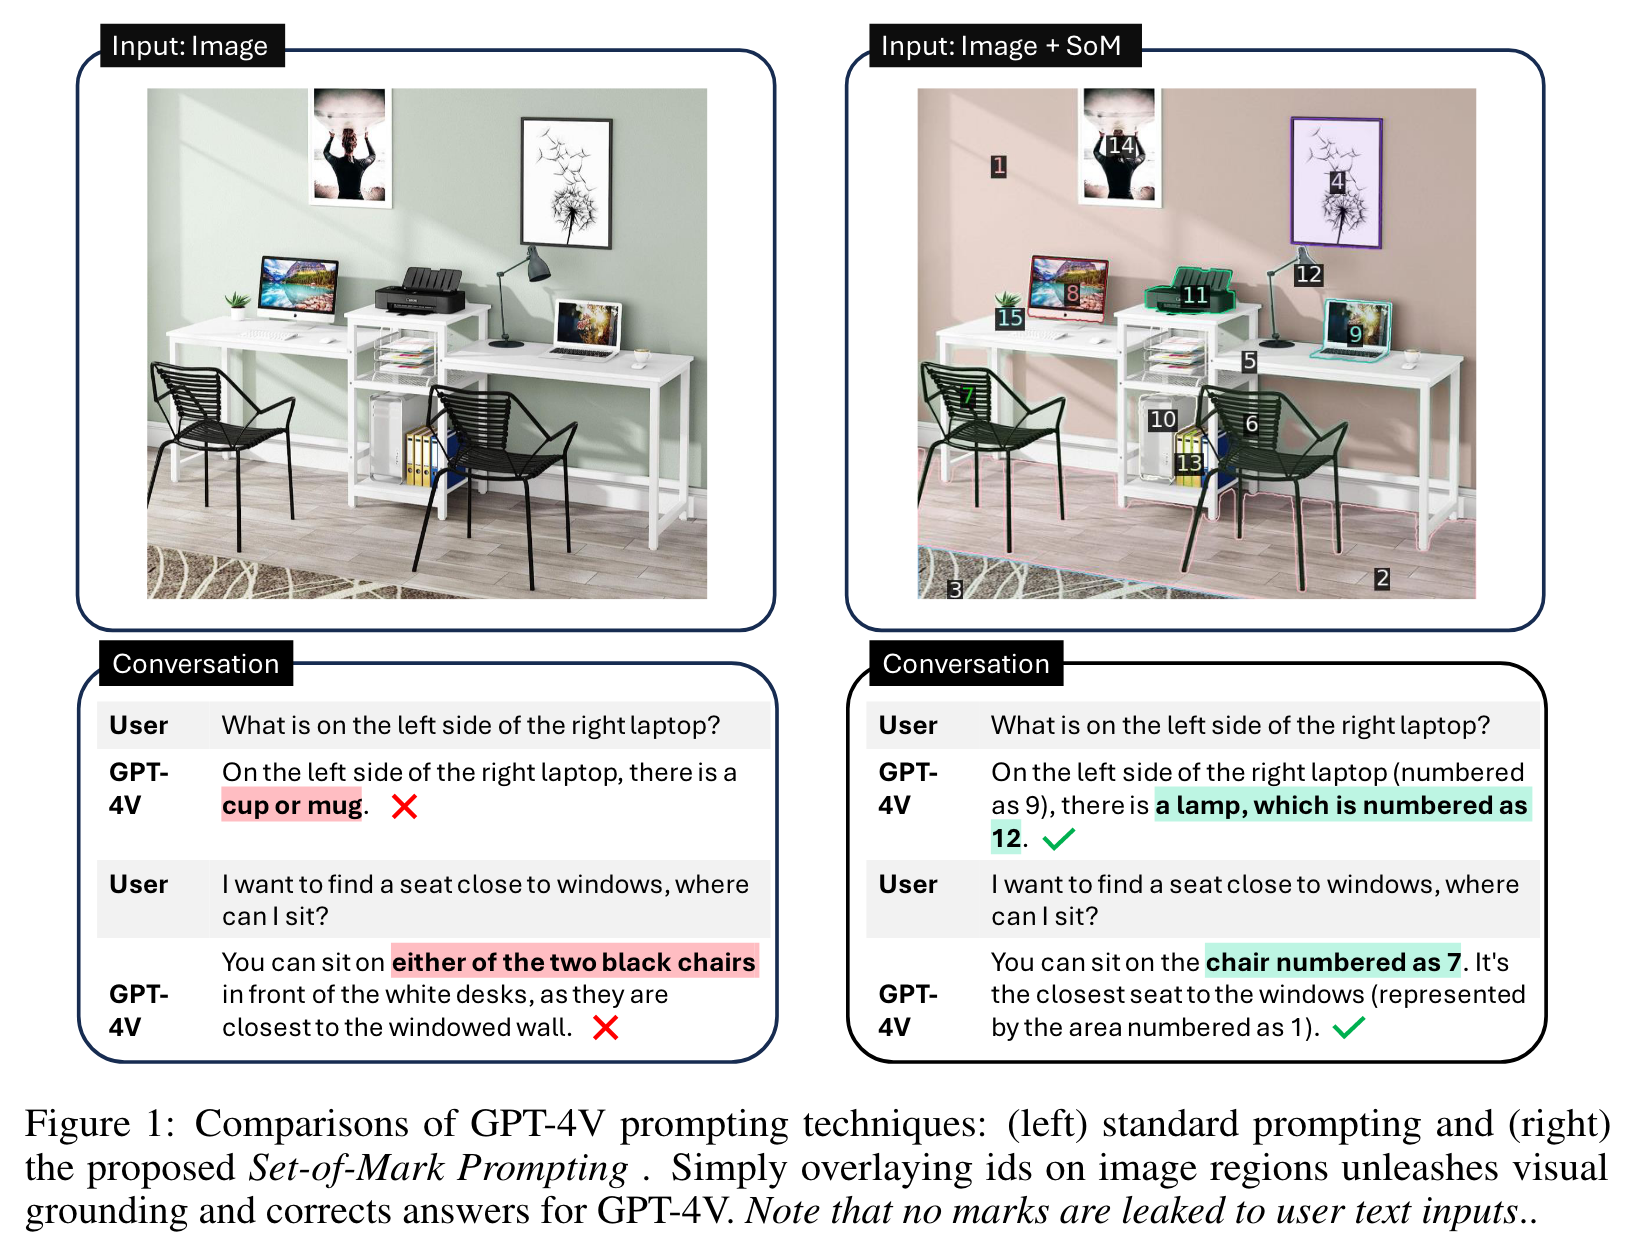 Input: Image
Input: Image + SoM
1
14
4
12
8
11
15
9
5
7
10
6
13
2
3
Conversation
User What is on the left side of the right laptop?
GPT-4V On the left side of the right laptop, there is a
cup or mug.
User I want to find a seat close to windows, where
can I sit?
You can sit on either of the two black chairs
GPT- in front of the white desks, as they are
4V closest to the windowed wall.
Conversation
User What is on the left side of the right laptop?
GPT- On the left side of the right laptop (numbered
4V as 9), there is a lamp, which is numbered as
12.
User I want to find a seat close to windows, where
can I sit?
You can sit on the chair numbered as 7. It's
GPT- the closest seat to the windows (represented
4V by the area numbered as 1).
Figure 1: Comparisons of GPT-4V prompting techniques: (left) standard prompting and (right)
the proposed Set-of-Mark Prompting . Simply overlaying ids on image regions unleashes visual
grounding and corrects answers for GPT-4V. Note that no marks are leaked to user text inputs..